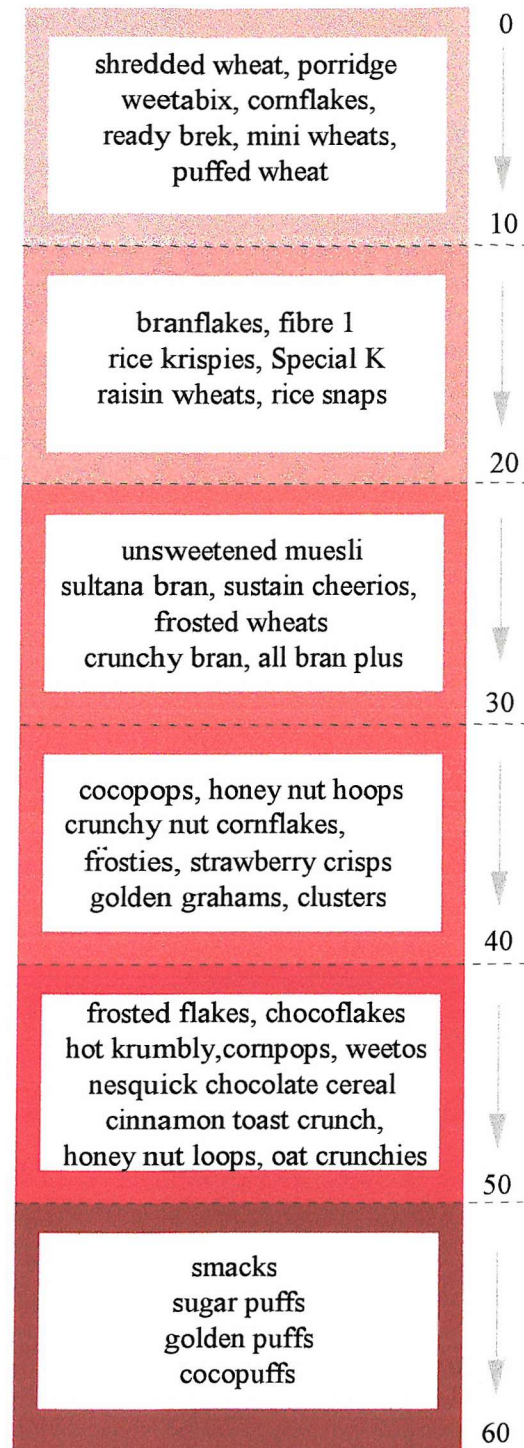 0
shredded wheat, porridge
weetabix, cornflakes,
ready brek, mini wheats,
puffed wheat
10
branflakes, fibre 1
rice krispies, Special K
raisin wheats, rice snaps
20
unsweetened muesli
sultana bran, sustain cheerios,
frosted wheats
crunchy bran, all bran plus
30
cocopops, honey nut hoops
crunchy nut cornflakes,
frosties, strawberry crisps
golden grahams, clusters
40
frosted flakes, chocoflakes
hot krumbly,cornpops, weetos
nesquick chocolate cereal
cinnamon toast crunch,
honey nut loops, oat crunchies
50
smacks
sugar puffs
golden puffs
cocopuffs
60